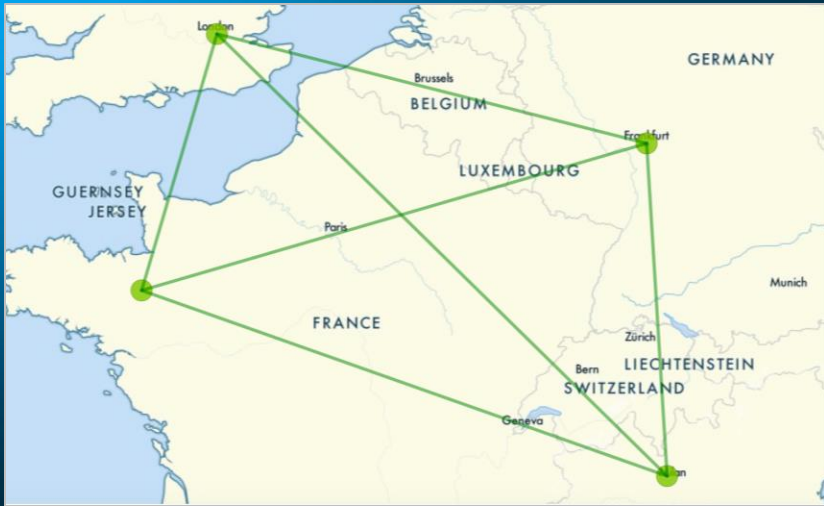 London
GERMANY
Brussels
BELGIUM
Frankfurt
LUXEMBOURG
GUERNSEY
JERSEY
Paris
Munich
FRANCE
Zürich
Bern
LIECHTENSTEIN
SWITZERLAND
Geneva